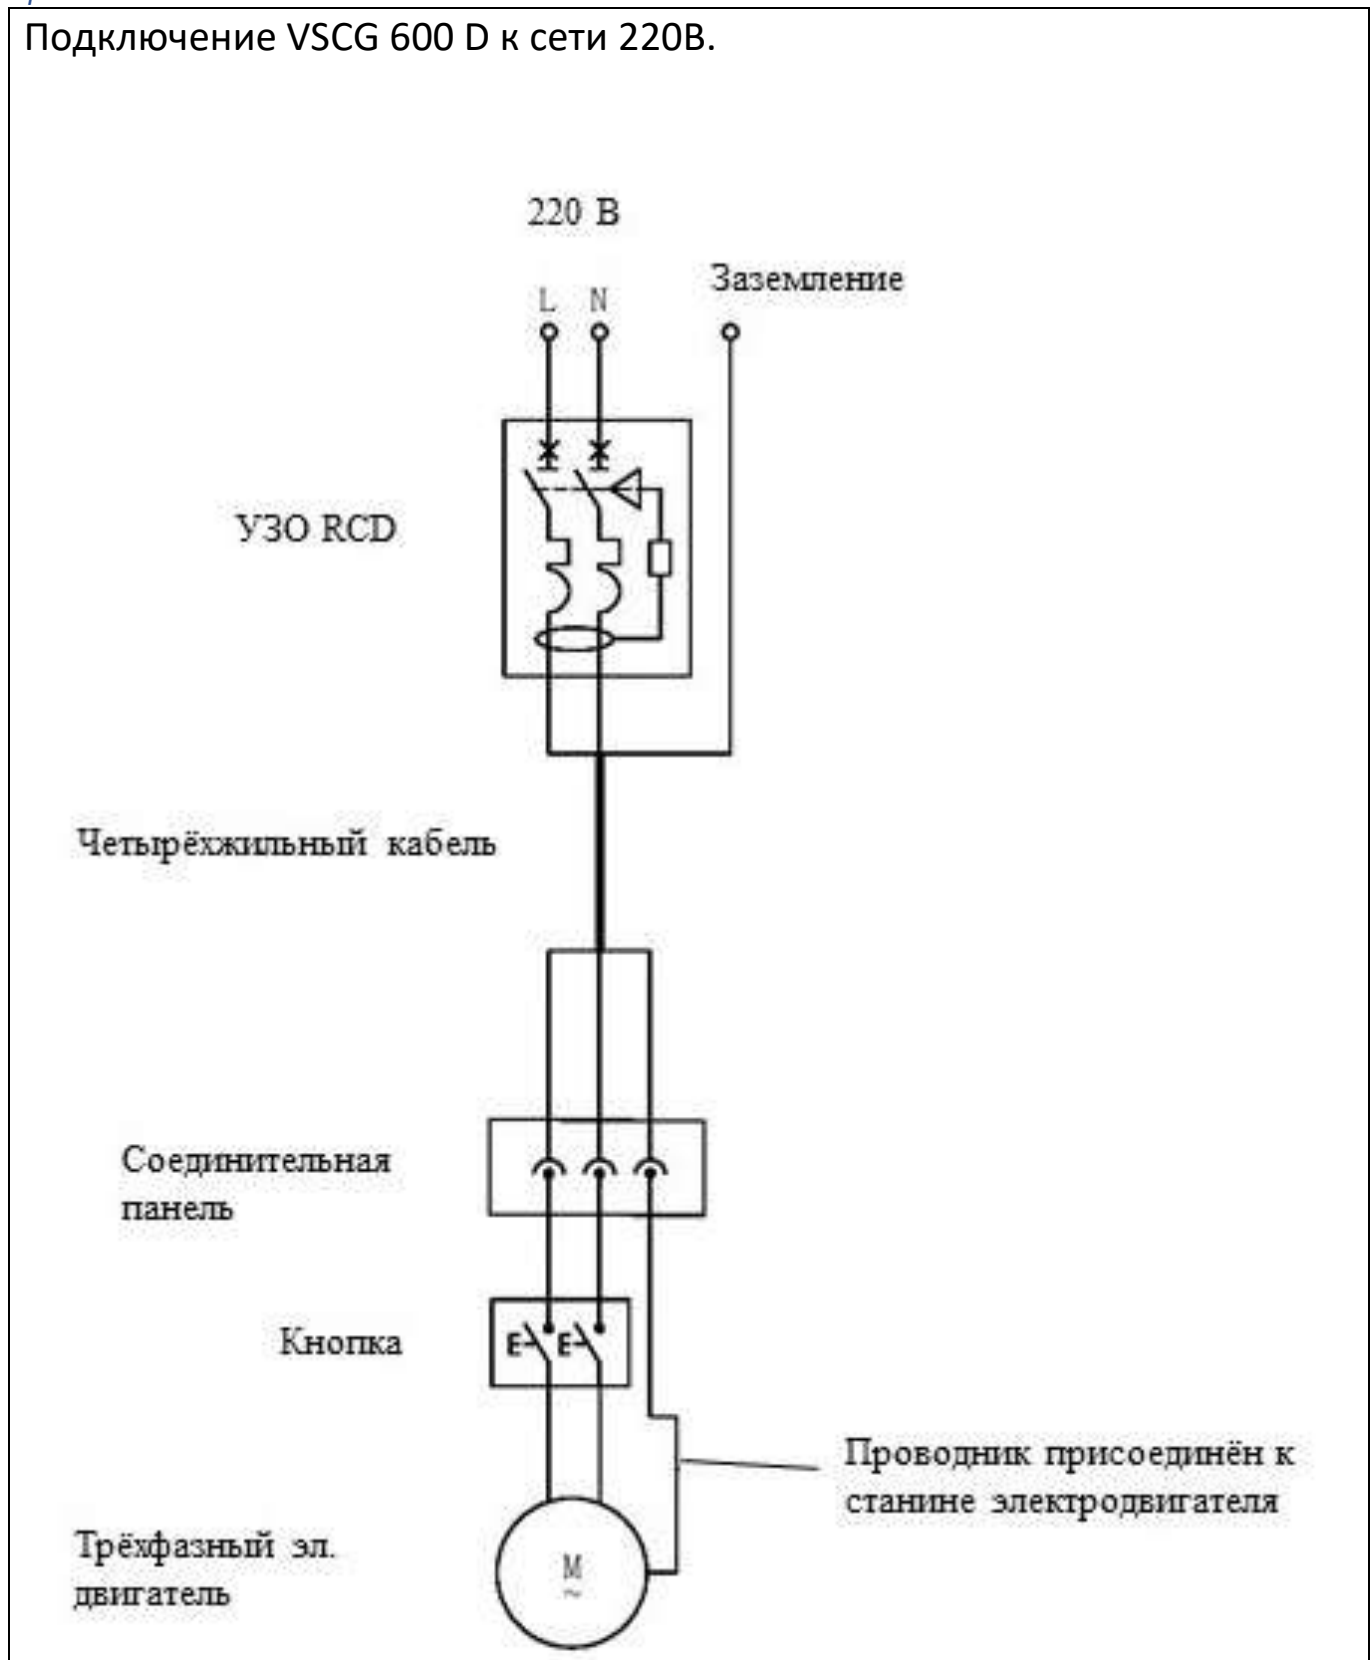 Подключение VSCG 600 D к сети 220В.
220 В
Заземление
L N
УЗО RCD
Четырёхжильный кабель
Соединительная
панель
Кнопка
Проводник присоединён к
станине электродвигателя
Трёхфазный эл.
двигатель
M
~